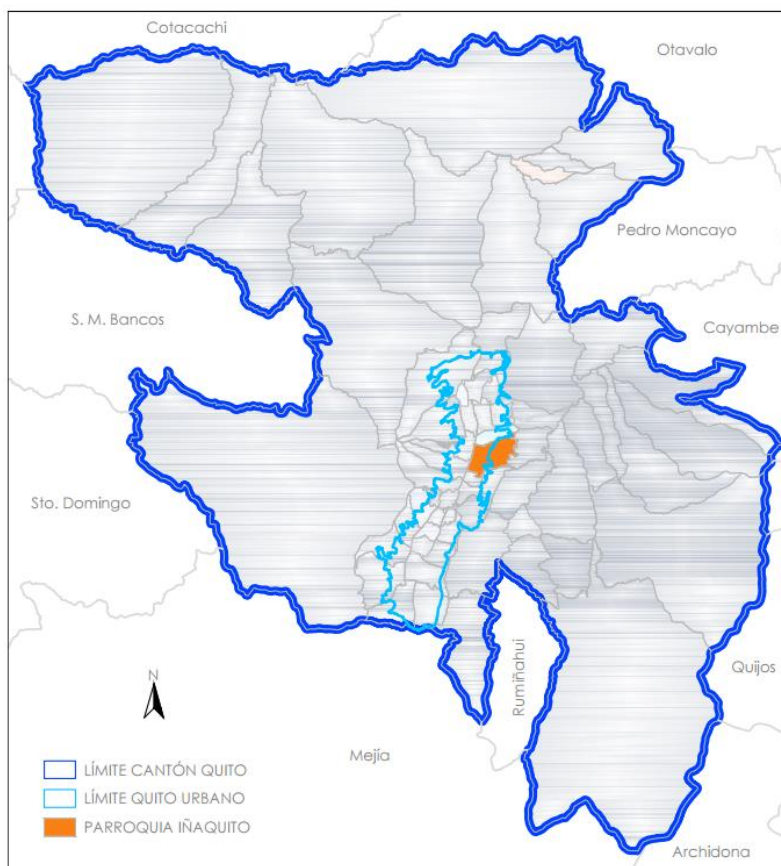 Cotacachi
Otavalo
Pedro Moncayo
S. M. Bancos
Cayambe
Sto. Domingo
Rumiñahui
Quijos
N
Mejía
LÍMITE CANTÓN QUITO
LÍMITE QUITO URBANO
PARROQUIA IÑAQUITO
Archidona